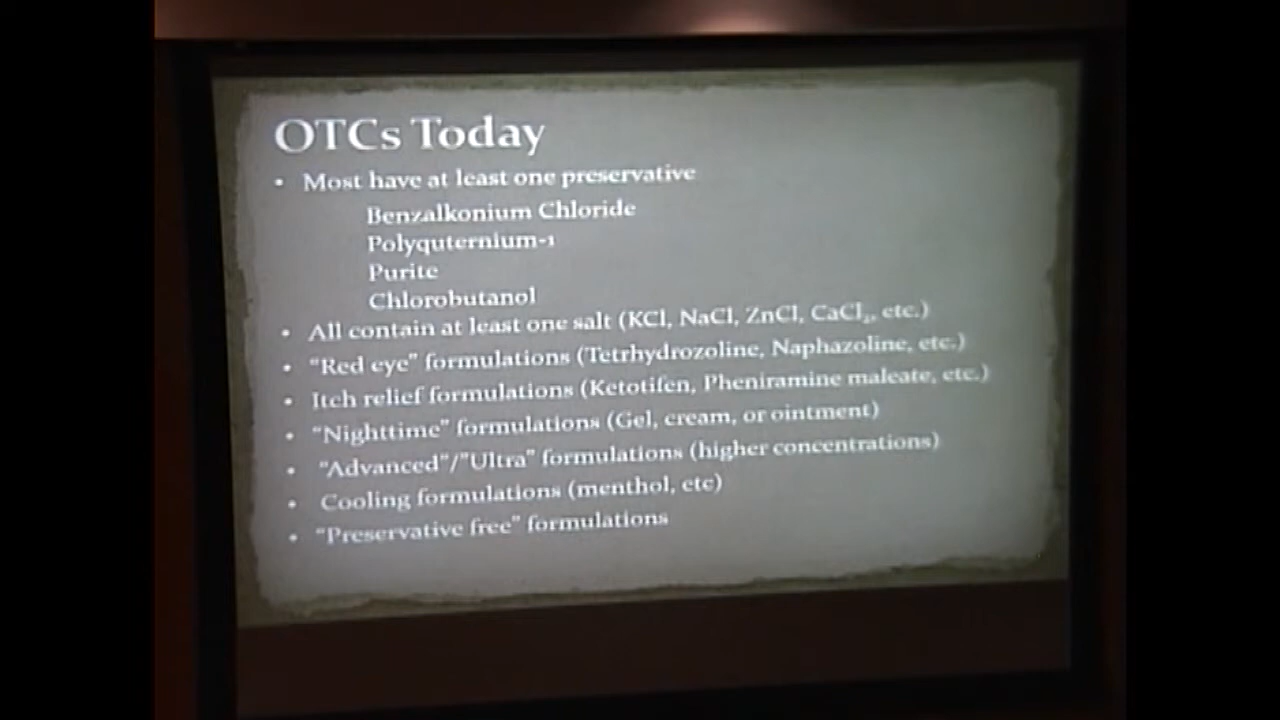 OTCs Today
• Most have at least one preservative
Benzalkonium Chloride
Polyquternium-1
Purite
Chlorobutanol
• All contain at least one salt (KCl, NaCl, ZnCl, CaCl₂, etc.)
• "Red eye" formulations (Tetrhydrozoline, Naphazoline, etc.)
• Itch relief formulations (Ketotifen, Pheniramine maleate, etc.)
• "Nighttime" formulations (Gel, cream, or ointment)
• "Advanced"/"Ultra" formulations (higher concentrations)
• Cooling formulations (menthol, etc)
• "Preservative free" formulations